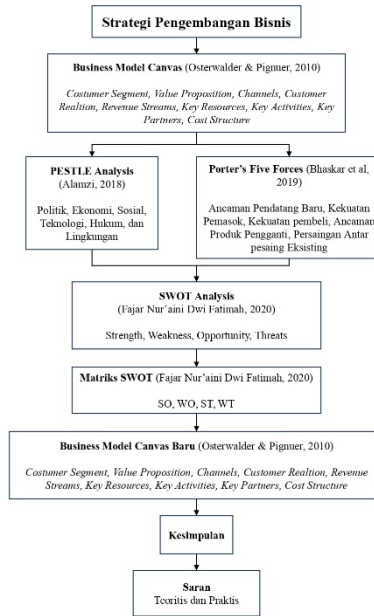 Strategi Pengembangan Bisnis
Business Model Canvas (Osterwalder & Pignuer, 2010)
Costumer Segment, Value Proposition, Channels, Customer
Realtion, Revenue Streams, Key Resources, Key Activities, Key
Partners, Cost Structure
PESTLE Analysis
(Alamzi, 2018)
Politik, Ekonomi, Sosial,
Teknologi, Hukum, dan
Lingkungan
Porter's Five Forces (Bhaskar et al,
2019)
Ancaman Pendatang Baru, Kekuatan
Pemasok, Kekuatan pembeli, Ancaman
Produk Pengganti, Persaingan Antar
pesaing Eksisting
SWOT Analysis
(Fajar Nur'aini Dwi Fatimah, 2020)
Strength, Weakness, Opportunity, Threats
Matriks SWOT (Fajar Nur'aini Dwi Fatimah, 2020)
SO, WO, ST, WT
Business Model Canvas Baru (Osterwalder & Pignuer, 2010)
Costumer Segment, Value Proposition, Channels, Customer Realtion, Revenue
Streams, Key Resources, Key Activities, Key Partners, Cost Structure
Kesimpulan
Saran
Teoritis dan Praktis